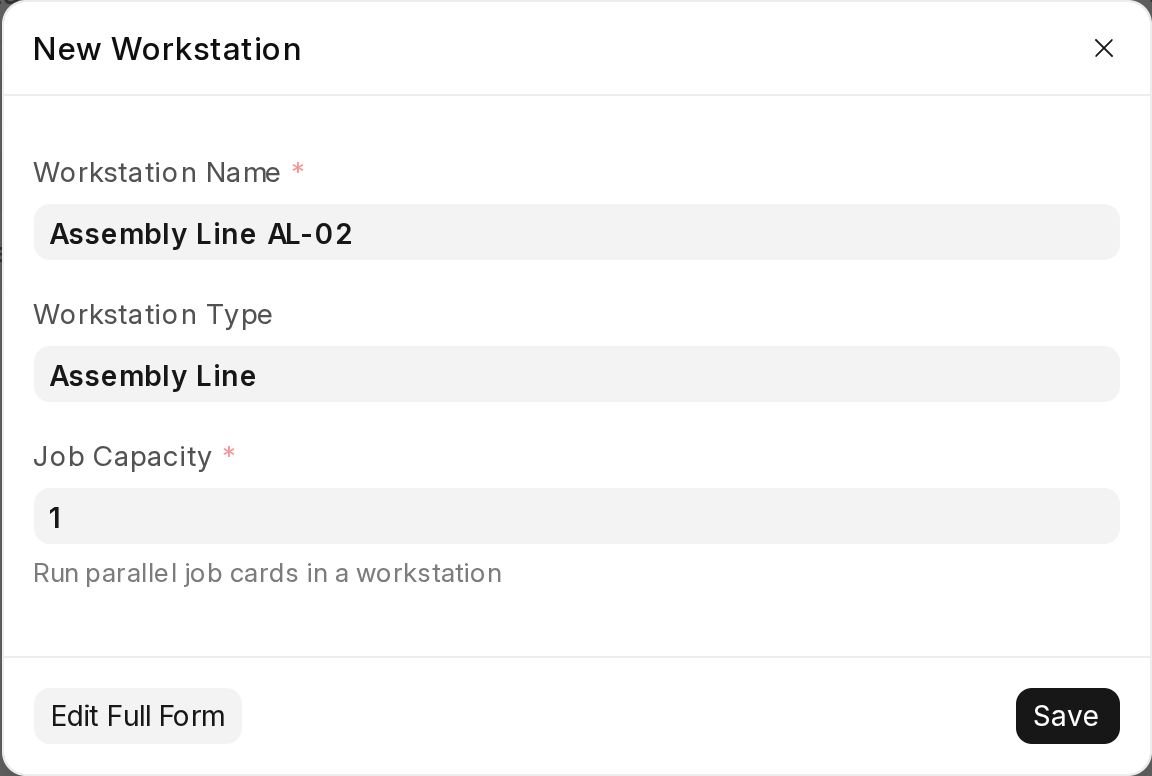 New Workstation
Workstation Name *
Assembly Line AL-02
Workstation Type
Assembly Line
Job Capacity *
1
Run parallel job cards in a workstation
Edit Full Form
Save